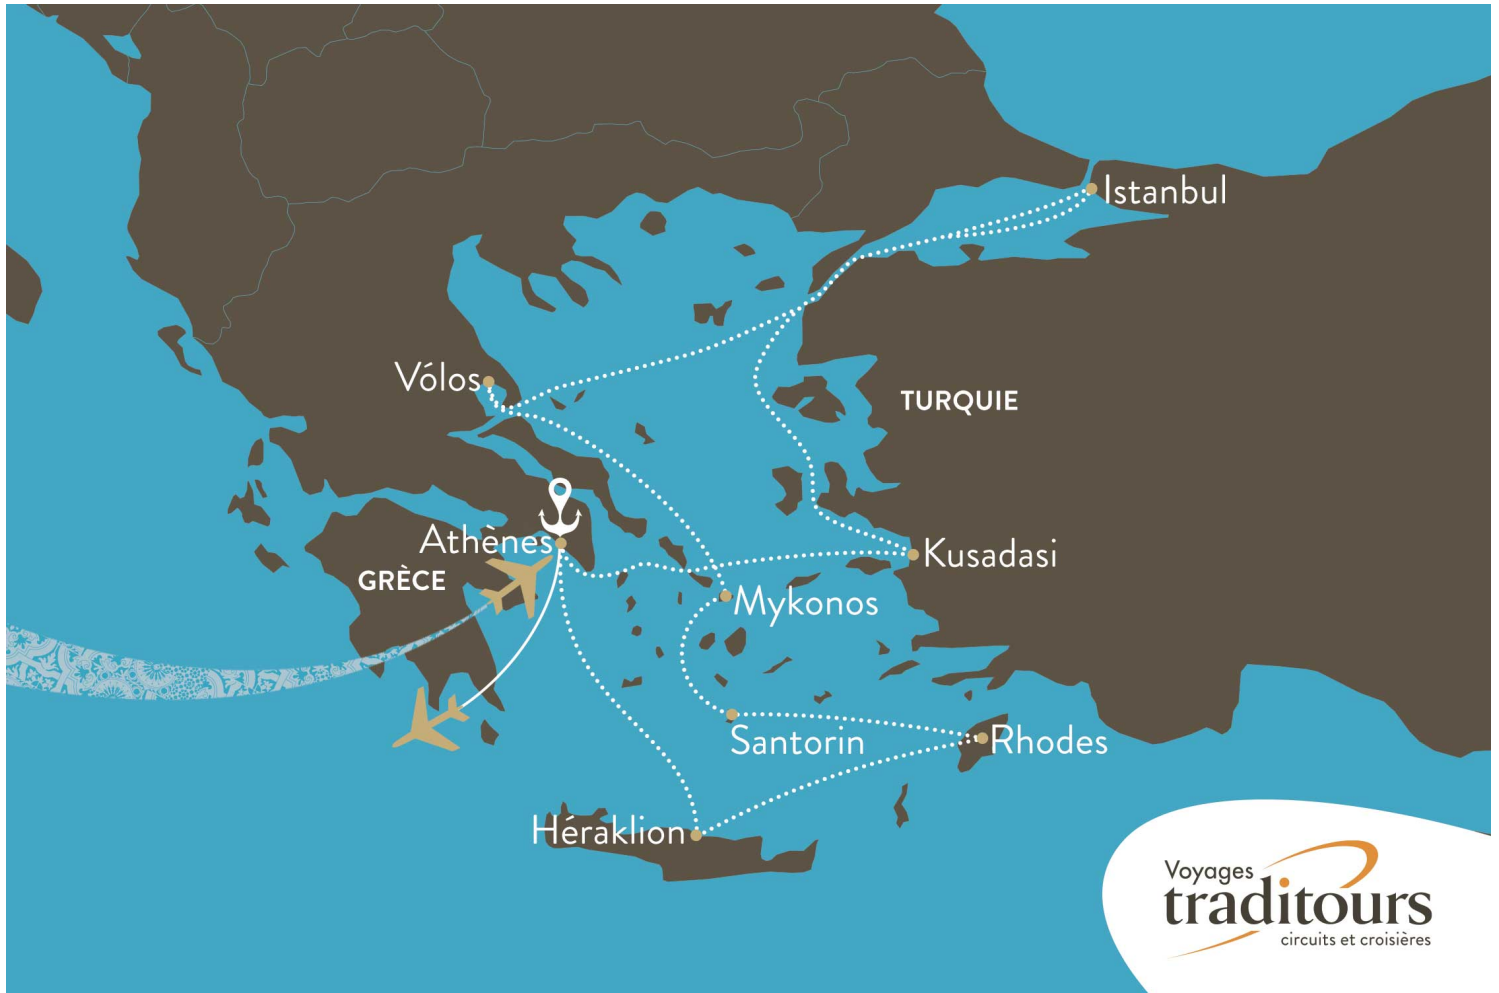 Istanbul
Vólos
TURQUIE
Athènes
Kusadasi
GRÈCE
Mykonos
Santorin
Rhodes
Héraklion
Voyages
traditours
circuits et croisières